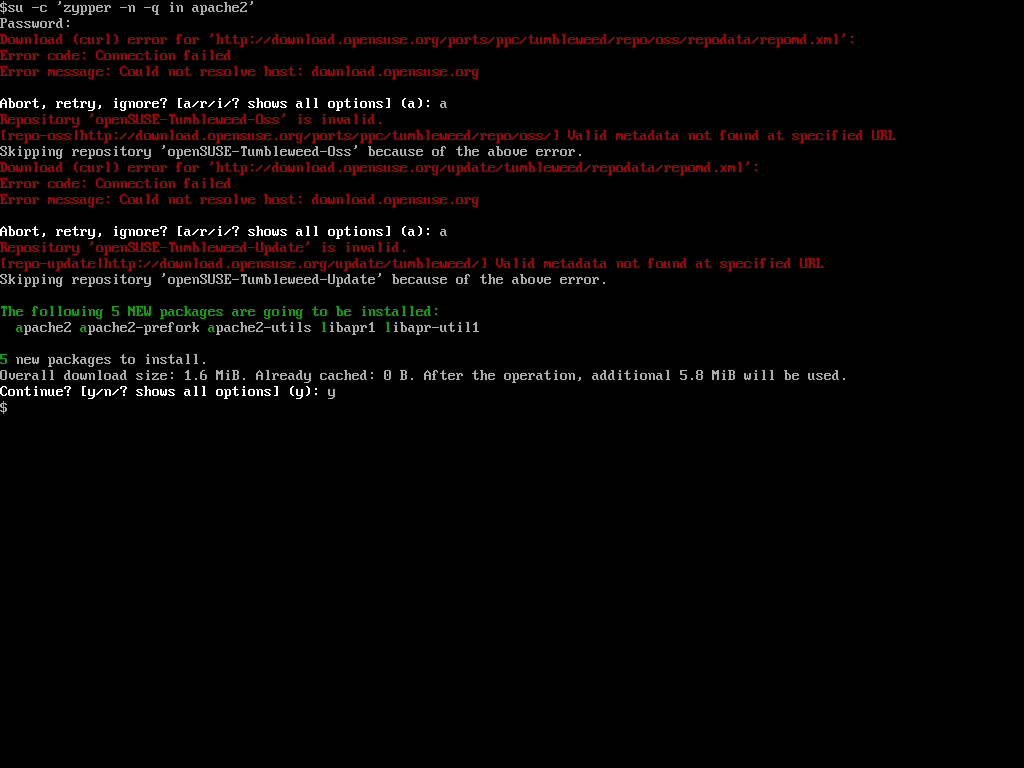 $su -c 'zypper -n -q in apache2'
Password:
Download (curl) error for 'http://download.opensuse.org/ports/ppc/tumbleweed/repo/oss/repodata/repomd.xml':
Error code: Connection failed
Error message: Could not resolve host: download.opensuse.org
Abort, retry, ignore? [a/r/i/? shows all options] (a): a
Repository 'openSUSE-Tumbleweed-Oss' is invalid.
[repo-oss|http://download.opensuse.org/ports/ppc/tumbleweed/repo/oss/] Valid metadata not found at specified URL
Skipping repository 'openSUSE-Tumbleweed-Oss' because of the above error.
Download (curl) error for 'http://download.opensuse.org/update/tumbleweed/repodata/repomd.xml':
Error code: Connection failed
Error message: Could not resolve host: download.opensuse.org
Abort, retry, ignore? [a/r/i/? shows all options] (a): a
Repository 'openSUSE-Tumbleweed-Update' is invalid.
[repo-update|http://download.opensuse.org/update/tumbleweed/] Valid metadata not found at specified URL
Skipping repository 'openSUSE-Tumbleweed-Update' because of the above error.
The following 5 NEW packages are going to be installed:
apache2 apache2-prefork apache2-utils libapr1 libapr-util1
5 new packages to install.
Overall download size: 1.6 MiB. Already cached: 0 B. After the operation, additional 5.8 MiB will be used.
Continue? [y/n/? shows all options] (y): y
$